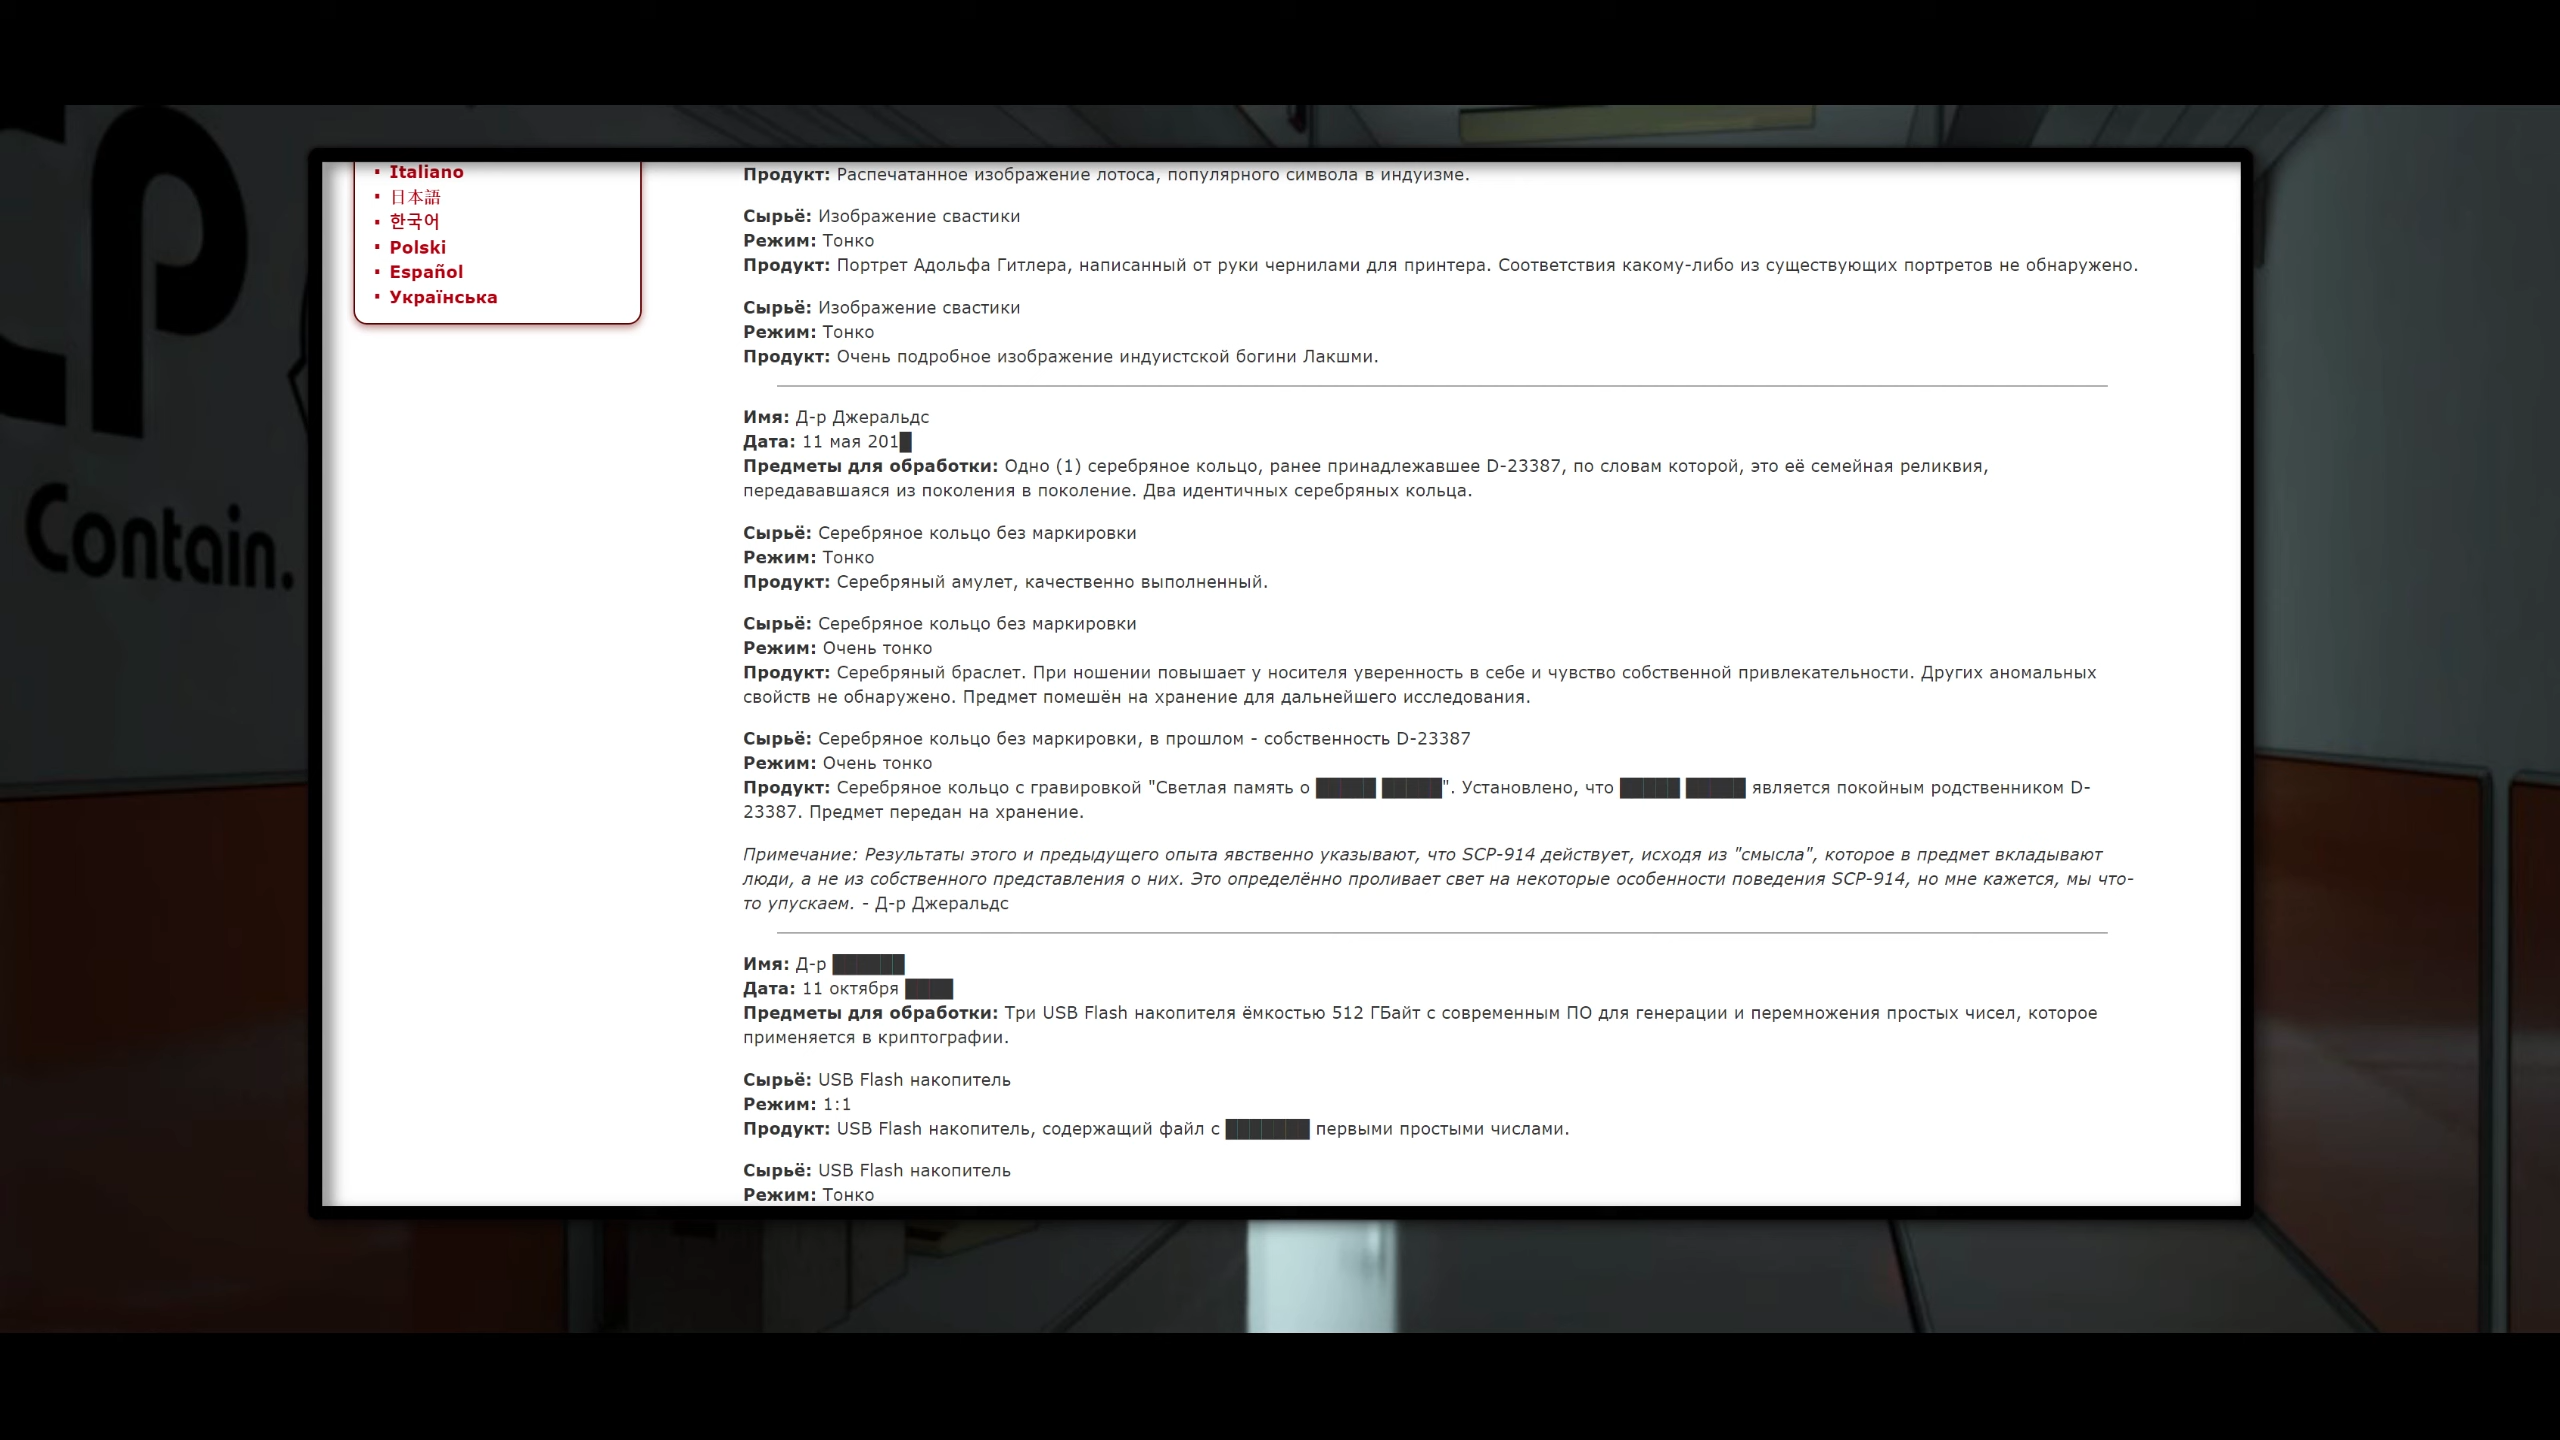 CP
Contain.
Italiano
日本語
한국어
Polski
Español
Українська
Продукт: Распечатанное изображение лотоса, популярного символа в индуизме.
Сырьё: Изображение свастики
Режим: Тонко
Продукт: Портрет Адольфа Гитлера, написанный от руки чернилами для принтера. Соответствия какому-либо из существующих портретов не обнаружено.
Сырьё: Изображение свастики
Режим: Тонко
Продукт: Очень подробное изображение индуистской богини Лакшми.
Имя: Д-р Джеральдс
Дата: 11 мая 201█
Предметы для обработки: Одно (1) серебряное кольцо, ранее принадлежавшее D-23387, по словам которой, это её семейная реликвия,
передававшаяся из поколения в поколение. Два идентичных серебряных кольца.
Сырьё: Серебряное кольцо без маркировки
Режим: Тонко
Продукт: Серебряный амулет, качественно выполненный.
Сырьё: Серебряное кольцо без маркировки
Режим: Очень тонко
Продукт: Серебряный браслет. При ношении повышает у носителя уверенность в себе и чувство собственной привлекательности. Других аномальных
свойств не обнаружено. Предмет помешён на хранение для дальнейшего исследования.
Сырьё: Серебряное кольцо без маркировки, в прошлом - собственность D-23387
Режим: Очень тонко
Продукт: Серебряное кольцо с гравировкой "Светлая память о █████ █████". Установлено, что █████ █████ является покойным родственником D-
23387. Предмет передан на хранение.
Примечание: Результаты этого и предыдущего опыта явственно указывают, что SCP-914 действует, исходя из "смысла", которое в предмет вкладывают
люди, а не из собственного представления о них. Это определённо проливает свет на некоторые особенности поведения SCP-914, но мне кажется, мы что-
то упускаем. - Д-р Джеральдс
Имя: Д-р ██████
Дата: 11 октября ████
Предметы для обработки: Три USB Flash накопителя ёмкостью 512 ГБайт с современным ПО для генерации и перемножения простых чисел, которое
применяется в криптографии.
Сырьё: USB Flash накопитель
Режим: 1:1
Продукт: USB Flash накопитель, содержащий файл с ███████ первыми простыми числами.
Сырьё: USB Flash накопитель
Режим: Тонко